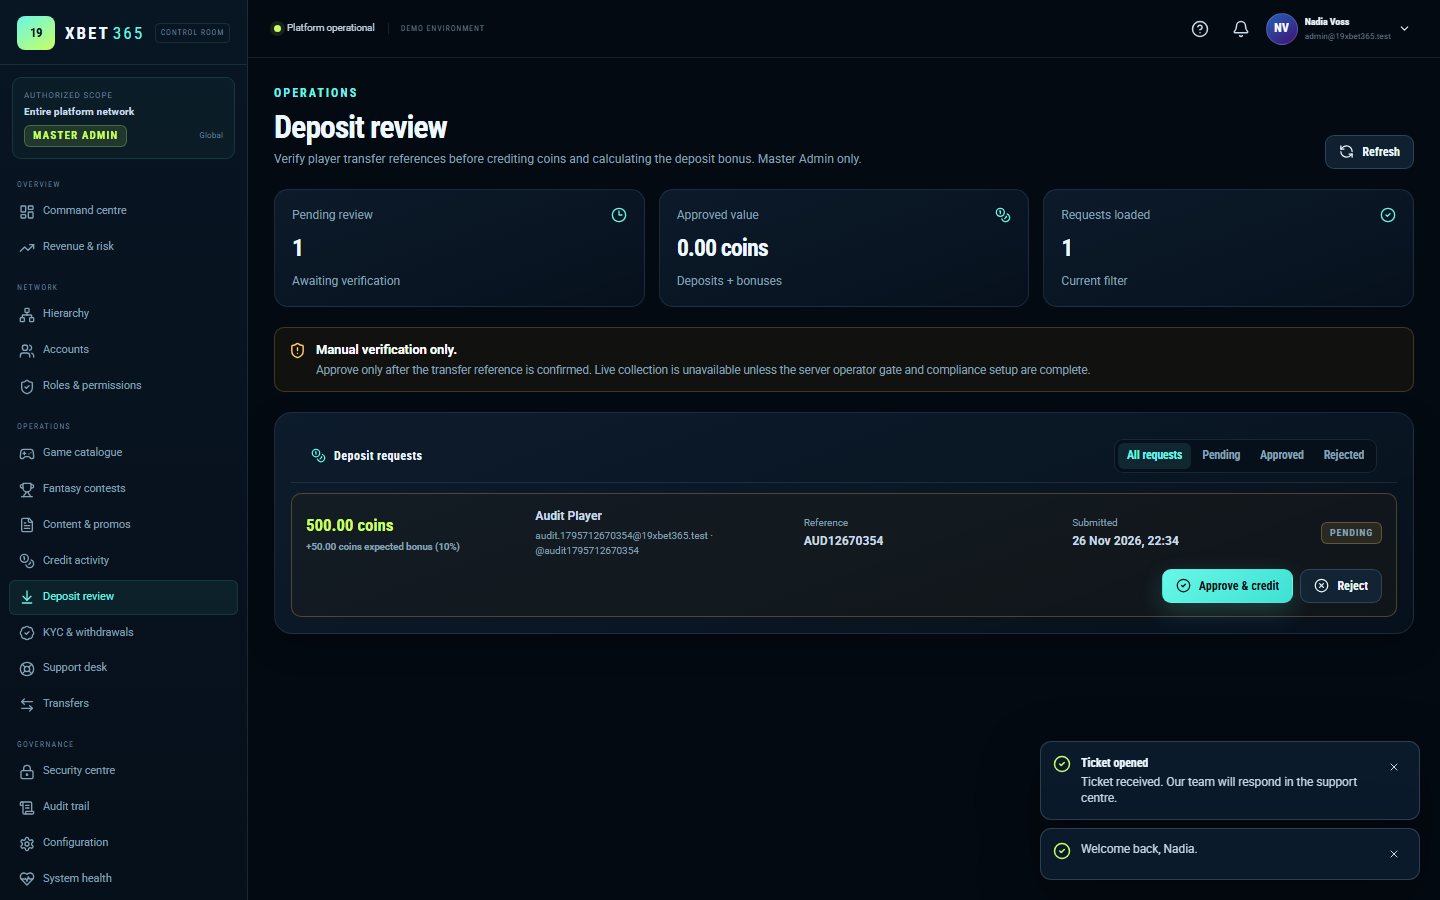 19 XBET 365 CONTROL ROOM
Platform operational
DEMO ENVIRONMENT
NV
Nadia Voss
admin@19xbet365.test
AUTHORIZED SCOPE
Entire platform network
MASTER ADMIN
Global
OVERVIEW
Command centre
Revenue & risk
NETWORK
Hierarchy
Accounts
Roles & permissions
OPERATIONS
Game catalogue
Fantasy contests
Content & promos
Credit activity
Deposit review
KYC & withdrawals
Support desk
Transfers
GOVERNANCE
Security centre
Audit trail
Configuration
System health
OPERATIONS
Deposit review
Verify player transfer references before crediting coins and calculating the deposit bonus. Master Admin only.
Refresh
Pending review
1
Awaiting verification
Approved value
0.00 coins
Deposits + bonuses
Requests loaded
1
Current filter
Manual verification only.
Approve only after the transfer reference is confirmed. Live collection is unavailable unless the server operator gate and compliance setup are complete.
Deposit requests
All requests
Pending
Approved
Rejected
500.00 coins
+50.00 coins expected bonus (10%)
Audit Player
audit.1795712670354@19xbet365.test ·
@audit1795712670354
Reference
AUD12670354
Submitted
26 Nov 2026, 22:34
PENDING
Approve & credit
Reject
Ticket opened
Ticket received. Our team will respond in the support
centre.
Welcome back, Nadia.